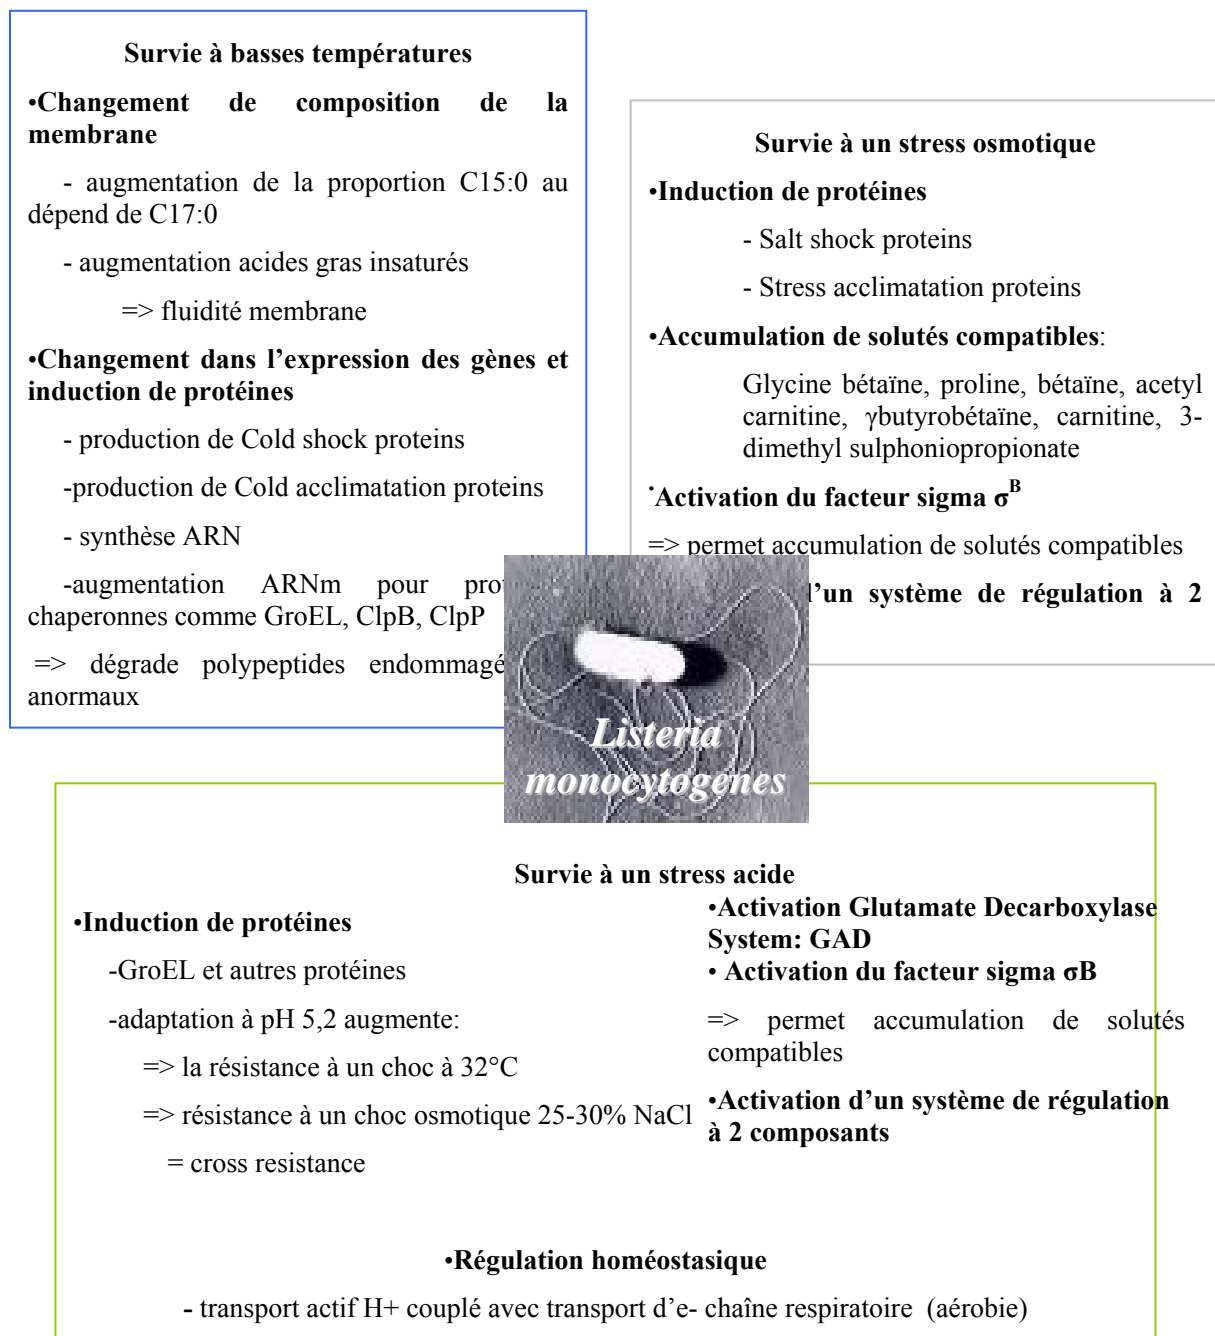 Survie à basses températures
•Changement de composition de la
membrane
- augmentation de la proportion C15:0 au
dépend de C17:0
- augmentation acides gras insaturés
=> fluidité membrane
•Changement dans l’expression des gènes et
induction de protéines
- production de Cold shock proteins
-production de Cold acclimatation proteins
- synthèse ARN
-augmentation ARNm pour
chaperonnes comme GroEL, ClpB, ClpP
=> dégrade polypeptides
anormaux
Survie à un stress osmotique
•Induction de protéines
- Salt shock proteins
- Stress acclimatation proteins
•Accumulation de solutés compatibles:
Glycine bétaïne, proline, bétaïne, acetyl
carnitine, γbutyrobétaïne, carnitine, 3-
dimethyl sulphoniopropionate
•Activation du facteur sigma σB
=> permet accumulation de solutés compatibles
d’un système de régulation à 2
Listeria
monocytogenes
Survie à un stress acide
•Induction de protéines
-GroEL et autres protéines
-adaptation à pH 5,2 augmente:
=> la résistance à un choc à 32°C
=> résistance à un choc osmotique 25-30% NaCl
= cross resistance
•Activation Glutamate Decarboxylase
System: GAD
• Activation du facteur sigma σB
=> permet accumulation de solutés
compatibles
•Activation d’un système de régulation
à 2 composants
•Régulation homéostasique
- transport actif H+ couplé avec transport d’e- chaîne respiratoire (aérobie)